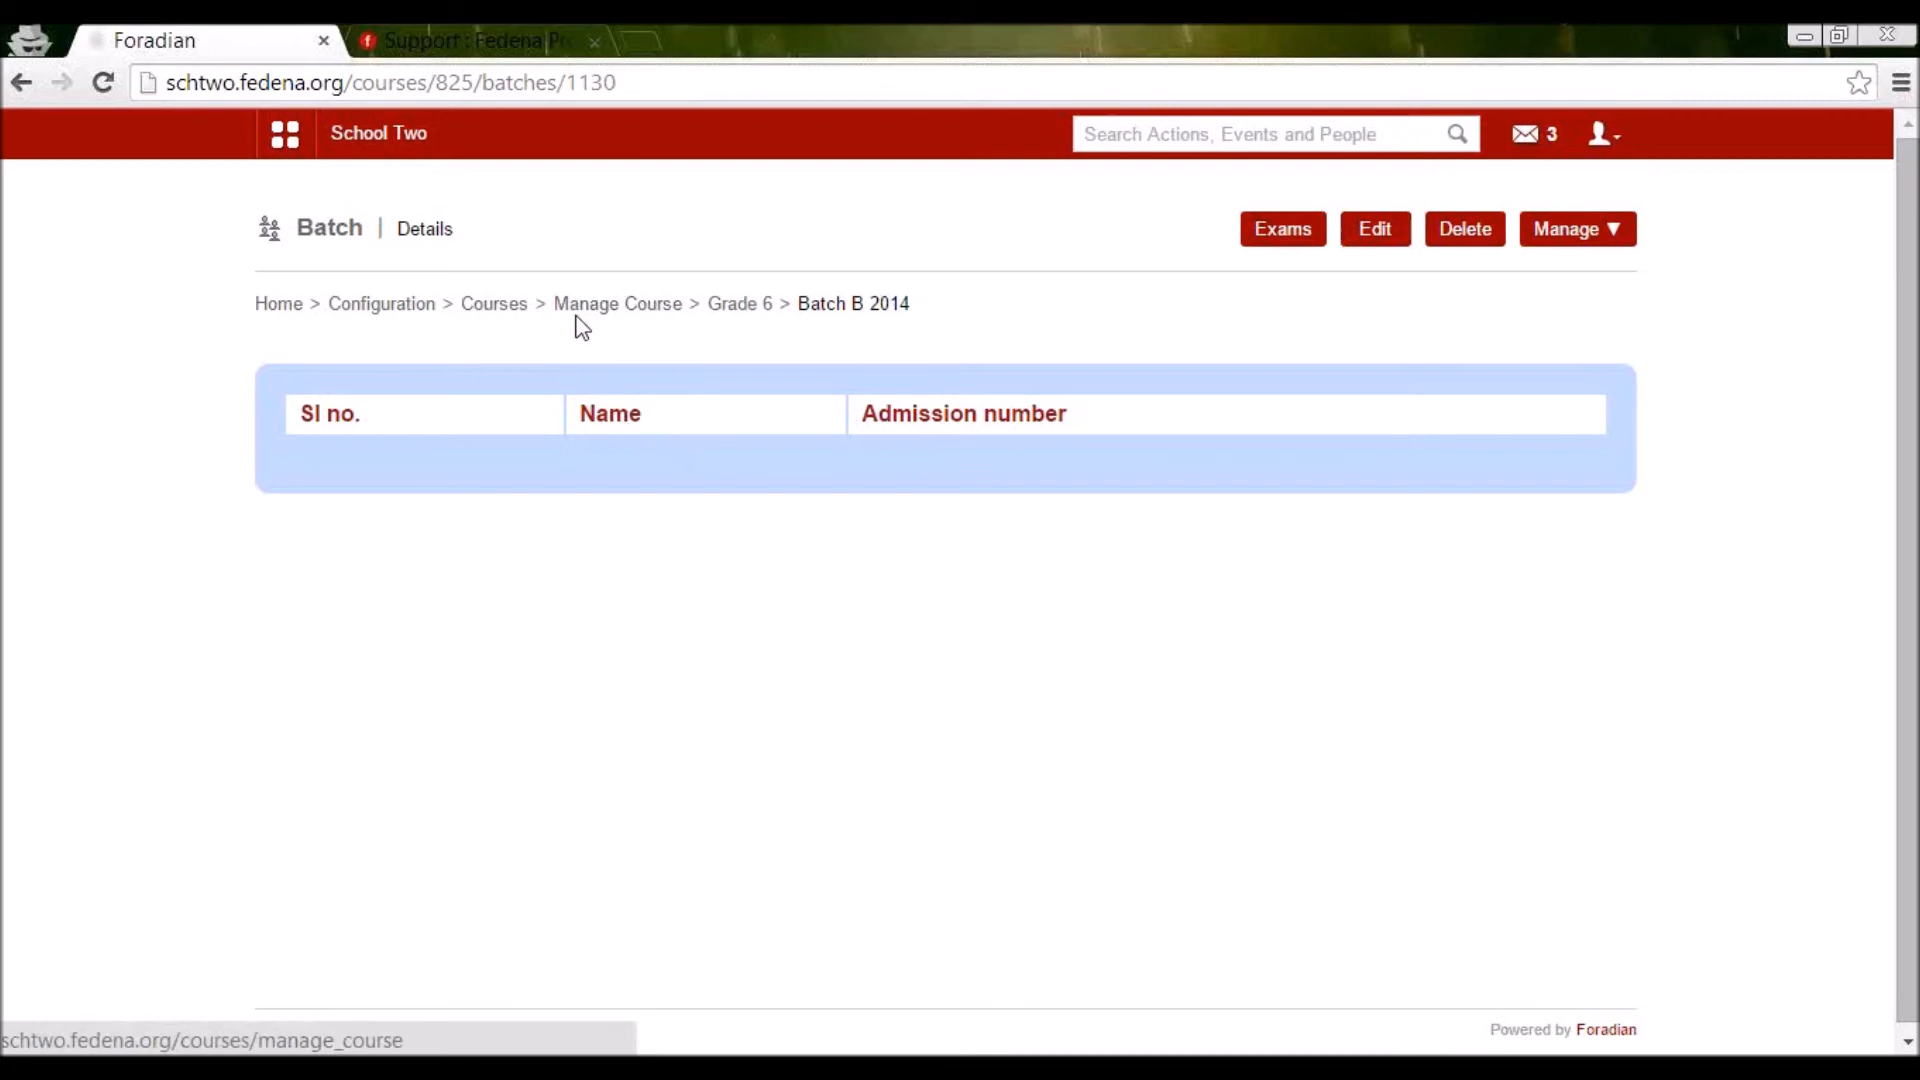 Foradian
Support : Fedena Pr
schtwo.fedena.org/courses/825/batches/1130
School Two
Search Actions, Events and People
3
Batch | Details
Exams
Edit
Delete
Manage ▼
Home > Configuration > Courses > Manage Course > Grade 6 > Batch B 2014
Sl no.
Name
Admission number
Powered by Foradian
schtwo.fedena.org/courses/manage_course